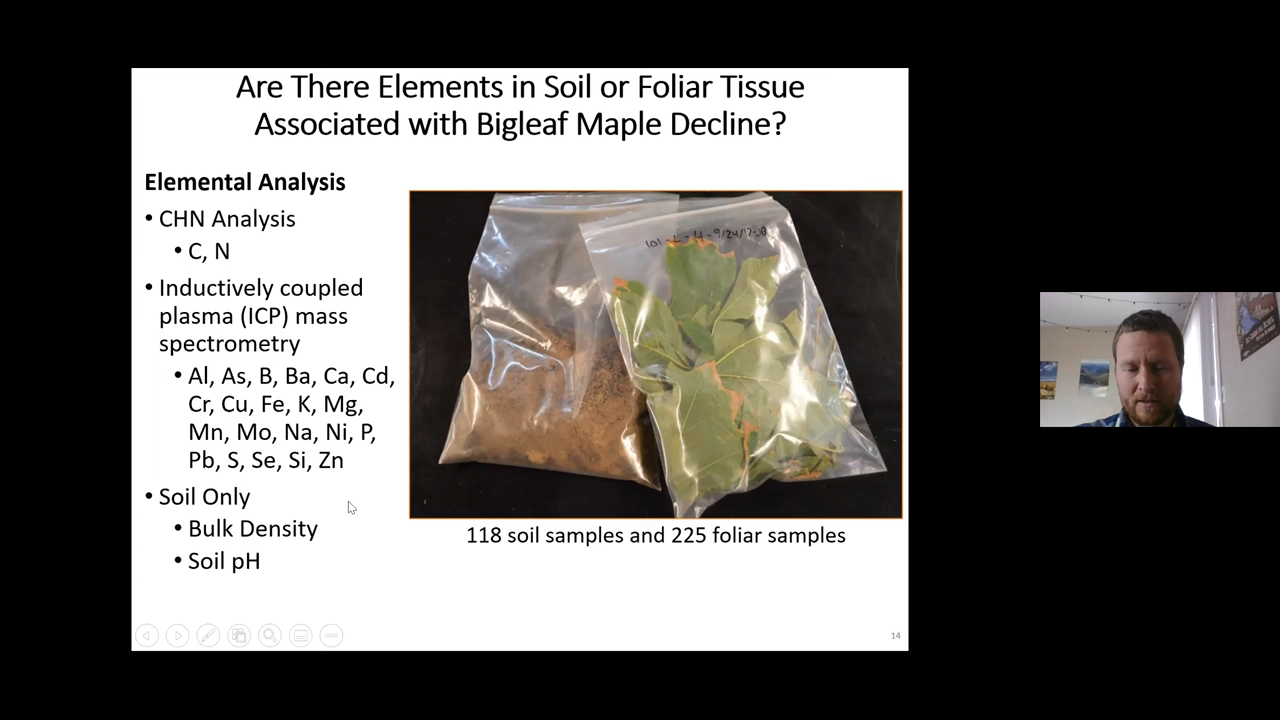 Are There Elements in Soil or Foliar Tissue
Associated with Bigleaf Maple Decline?
Elemental Analysis
• CHN Analysis
• C, N
• Inductively coupled
plasma (ICP) mass
spectrometry
• Al, As, B, Ba, Ca, Cd,
Cr, Cu, Fe, K, Mg,
Mn, Mo, Na, Ni, P,
Pb, S, Se, Si, Zn
• Soil Only
• Bulk Density
• Soil pH
118 soil samples and 225 foliar samples
14